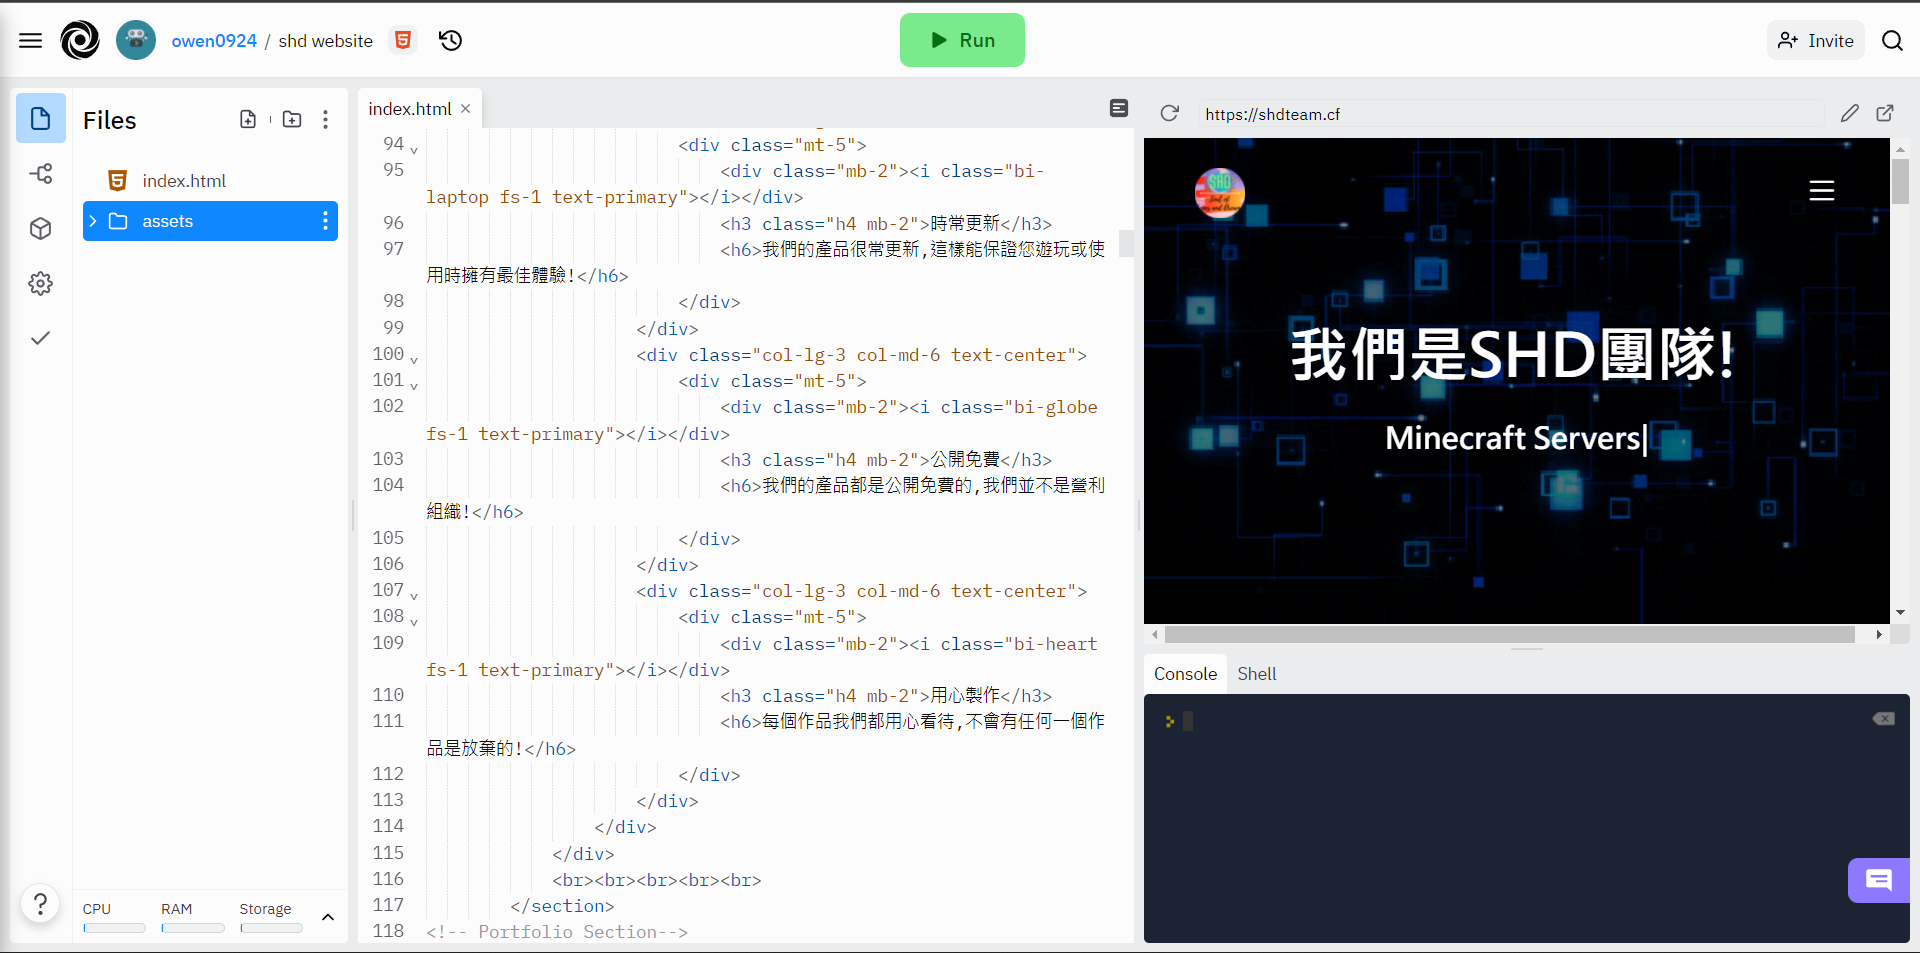 owen0924 / shd website
Run
Invite
Files
index.html
assets
CPU
RAM
Storage
index.html
94 <div class="mt-5">
95 <div class="mb-2"><i class="bi-
laptop fs-1 text-primary"></i></div>
96 <h3 class="h4 mb-2">時常更新</h3>
97 <h6>我們的產品很常更新,這樣能保證您遊玩或使
用時擁有最佳體驗!</h6>
98 </div>
99 </div>
100 <div class="col-lg-3 col-md-6 text-center">
101 <div class="mt-5">
102 <div class="mb-2"><i class="bi-globe
fs-1 text-primary"></i></div>
103 <h3 class="h4 mb-2">公開免費</h3>
104 <h6>我們的產品都是公開免費的,我們並不是營利
組織!</h6>
105 </div>
106 </div>
107 <div class="col-lg-3 col-md-6 text-center">
108 <div class="mt-5">
109 <div class="mb-2"><i class="bi-heart
fs-1 text-primary"></i></div>
110 <h3 class="h4 mb-2">用心製作</h3>
111 <h6>每個作品我們都用心看待,不會有任何一個作
品是放棄的!</h6>
112 </div>
113 </div>
114 </div>
115 </div>
116 <br><br><br><br><br>
117 </section>
118 <!-- Portfolio Section-->
https://shdteam.cf
SHD
我們是SHD團隊!
Minecraft Servers|
Console
Shell